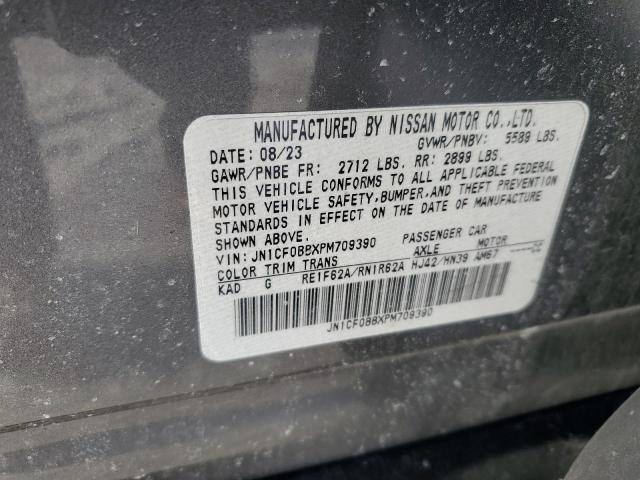 MANUFACTURED BY NISSAN MOTOR CO.,LTD.
DATE: 08/23 GVWR/PNBV: 5589 LBS.
GAWR/PNBE FR: 2712 LBS. RR: 2899 LBS.
THIS VEHICLE CONFORMS TO ALL APPLICABLE FEDERAL
MOTOR VEHICLE SAFETY, BUMPER, AND THEFT PREVENTION
STANDARDS IN EFFECT ON THE DATE OF MANUFACTURE
SHOWN ABOVE.
VIN: JN1CF0BBXPM709390 PASSENGER CAR
COLOR TRIM TRANS AXLE MOTOR
KAD G RE1F62A/RN1R62A HJ42/HN39 AM67
JN1CF0BBXPM709390